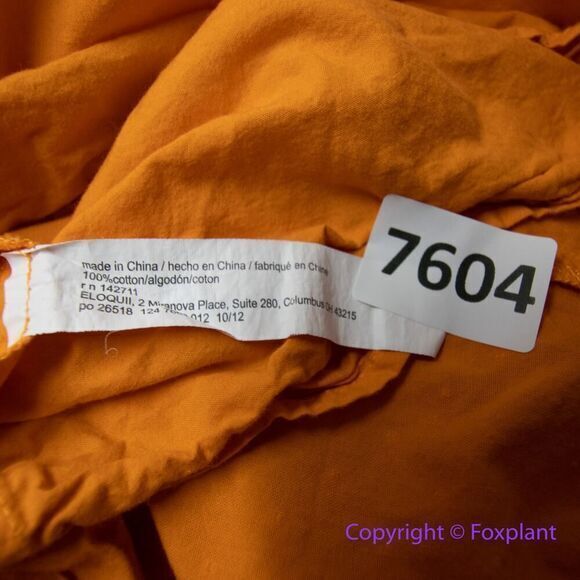 made in China / hecho en China / fabriqué en Chine
100%cotton/algodón/coton
r n 142711
ELOQUII, 2 Miranova Place, Suite 280, Columbus OH 43215
po 26518 124 012 10/12
7604
Copyright © Foxplant